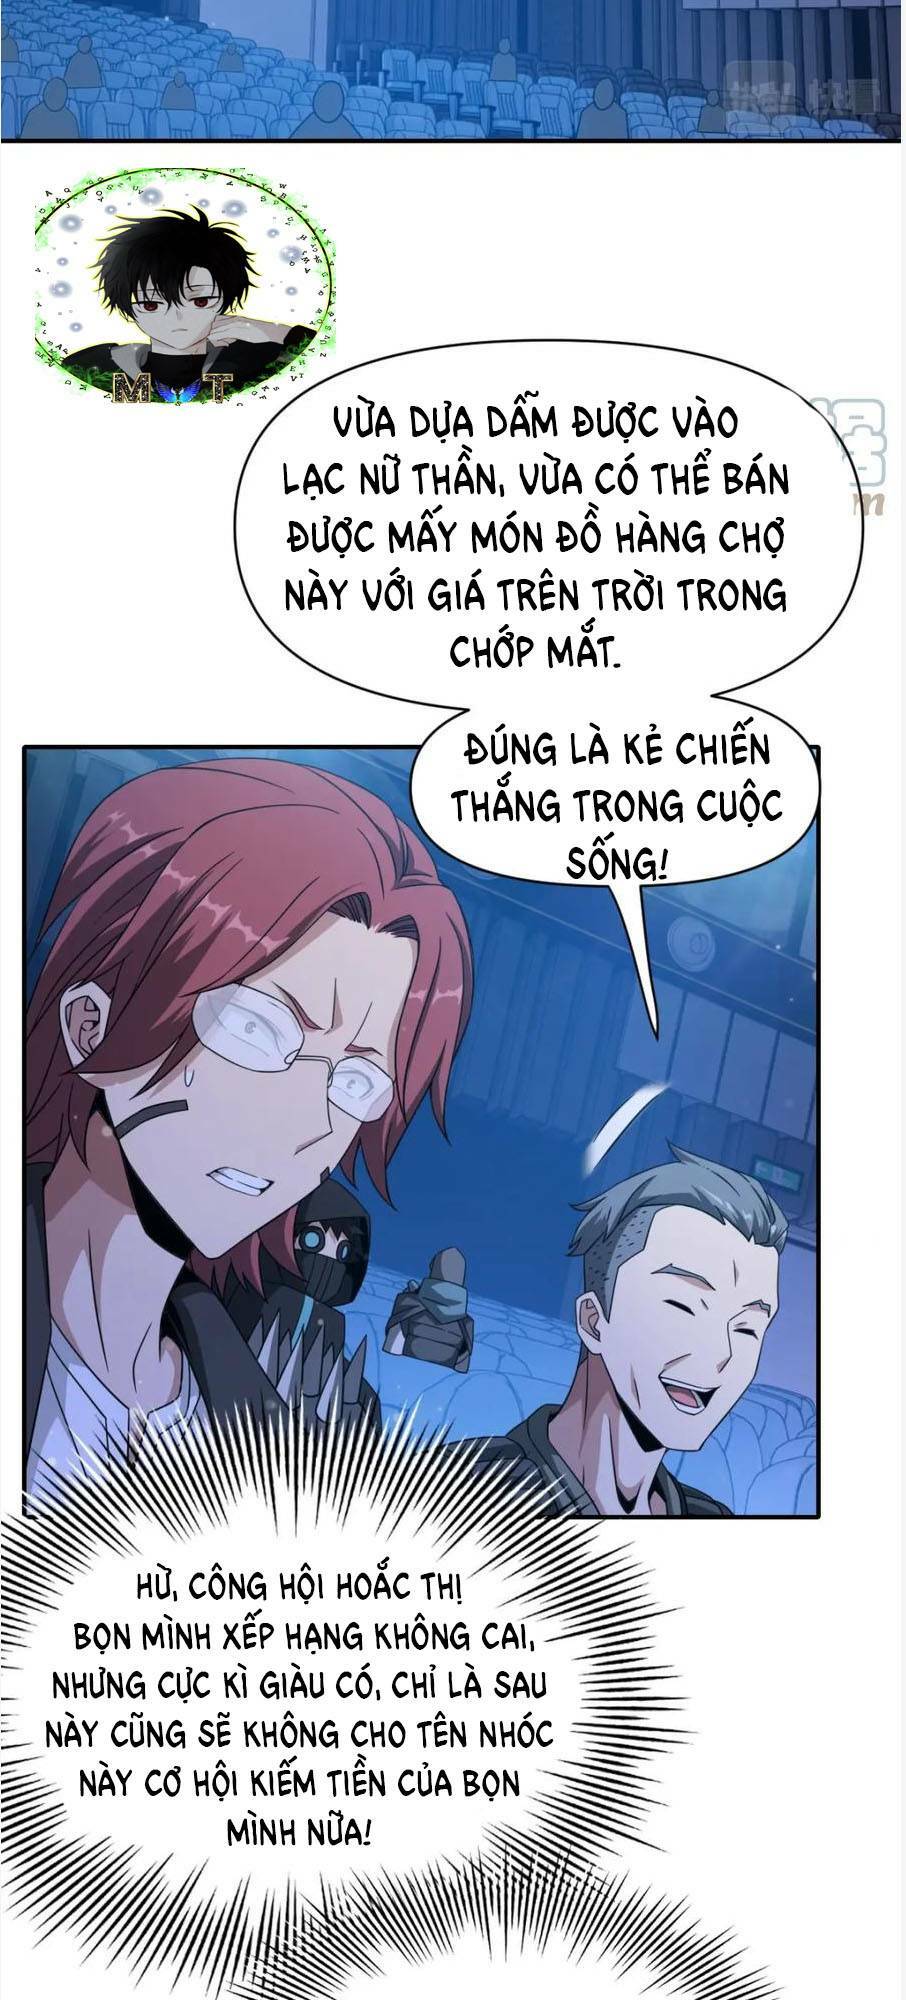 M T
VỪA DỰA DẪM ĐƯỢC VÀO
LẠC NỮ THẦN, VỪA CÓ THỂ BÁN
ĐƯỢC MẤY MÓN ĐỒ HÀNG CHỢ
NÀY VỚI GIÁ TRÊN TRỜI TRONG
CHỚP MẮT.
ĐÚNG LÀ KẺ CHIẾN
THẮNG TRONG CUỘC
SỐNG!
HỪ, CÔNG HỘI HOẮC THỊ
BỌN MÌNH XẾP HẠNG KHÔNG CAI,
NHƯNG CỰC KÌ GIÀU CÓ, CHỈ LÀ SAU
NÀY CŨNG SẼ KHÔNG CHO TÊN NHÓC
NÀY CƠ HỘI KIẾM TIỀN CỦA BỌN
MÌNH NỮA!